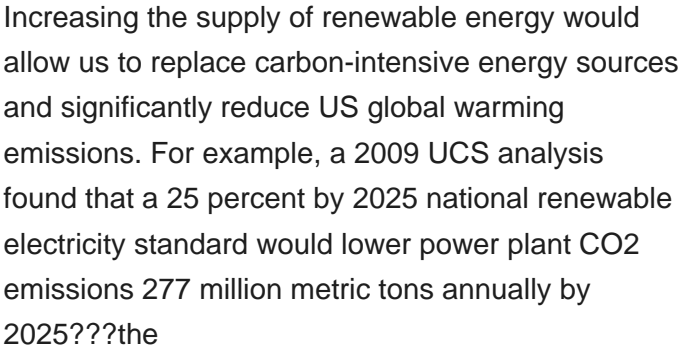 Increasing the supply of renewable energy would
allow us to replace carbon-intensive energy sources
and significantly reduce US global warming
emissions. For example, a 2009 UCS analysis
found that a 25 percent by 2025 national renewable
electricity standard would lower power plant CO2
emissions 277 million metric tons annually by
2025???the